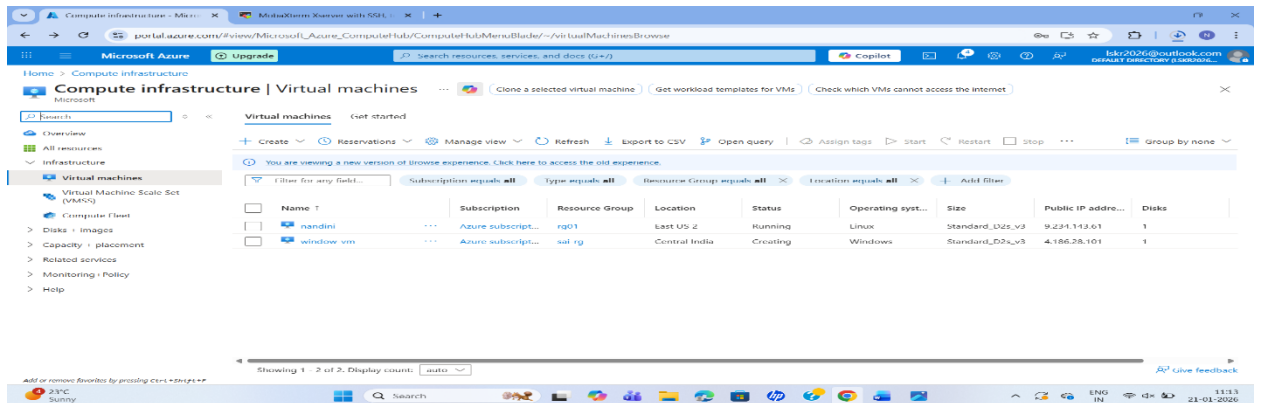 Compute infrastructure - Micro
MobaXterm Xserver with SSH,
portal.azure.com/#view/Microsoft_Azure_ComputeHub/ComputeHubMenuBlade/~/virtualMachinesBrowse
Microsoft Azure
Upgrade
Search resources, services, and docs (G+/)
Copilot
lskr2026@outlook.com
DEFAULT DIRECTORY (LSKR2026...
Home > Compute infrastructure
Compute infrastructure | Virtual machines ...
Microsoft
Clone a selected virtual machine
Get workload templates for VMs
Check which VMs cannot access the internet
Search
Overview
All resources
Infrastructure
Virtual machines
Virtual Machine Scale Set (VMSS)
Compute Fleet
Disks + images
Capacity + placement
Related services
Monitoring+Policy
Help
Add or remove favorites by pressing Ctrl+Shift+F
Virtual machines Get started
Create Reservations Manage view Refresh Export to CSV Open query Assign tags Start Restart Stop ... Group by none
You are viewing a new version of Browse experience. Click here to access the old experience.
Filter for any field... Subscription equals all Type equals all Resource Group equals all Location equals all Add filter
Name ↑ Subscription Resource Group Location Status Operating syst... Size Public IP addre... Disks
nandini ... Azure subscript... rg01 East US 2 Running Linux Standard_D2s_v3 9.234.143.61 1
window-vm ... Azure subscript... sai-rg Central India Creating Windows Standard_D2s_v3 4.186.28.101 1
Showing 1 - 2 of 2. Display count: auto
Give feedback
23°C
Sunny
Search
ENG
IN
11:13
21-01-2026